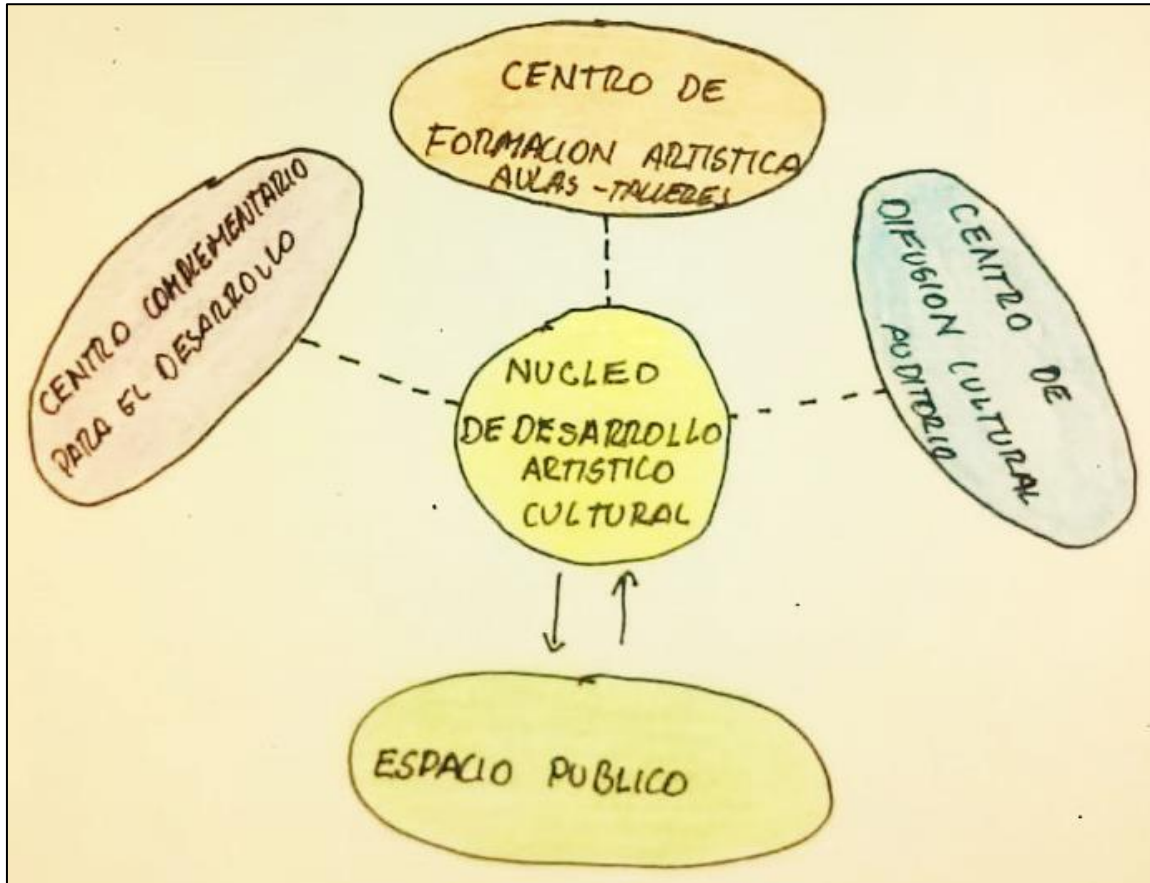 CENTRO DE
FORMACION ARTISTICA
AULAS - TALLERES
CENTRO COMPLEMENTARIO
PARA EL DESARROLLO
CENTRO DE
DIFUSION CULTURAL
AUDITORIO
NUCLEO
DE DESARROLLO
ARTISTICO
CULTURAL
ESPACIO PUBLICO